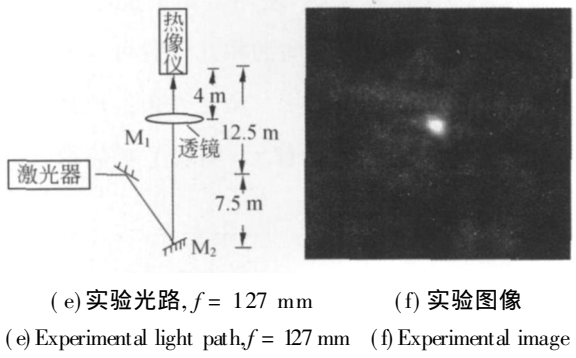 热像仪
4 m
M₁
透镜
12.5 m
激光器
7.5 m
M₂
(e)实验光路, f = 127 mm (f) 实验图像
(e) Experimental light path, f = 127 mm (f) Experimental image